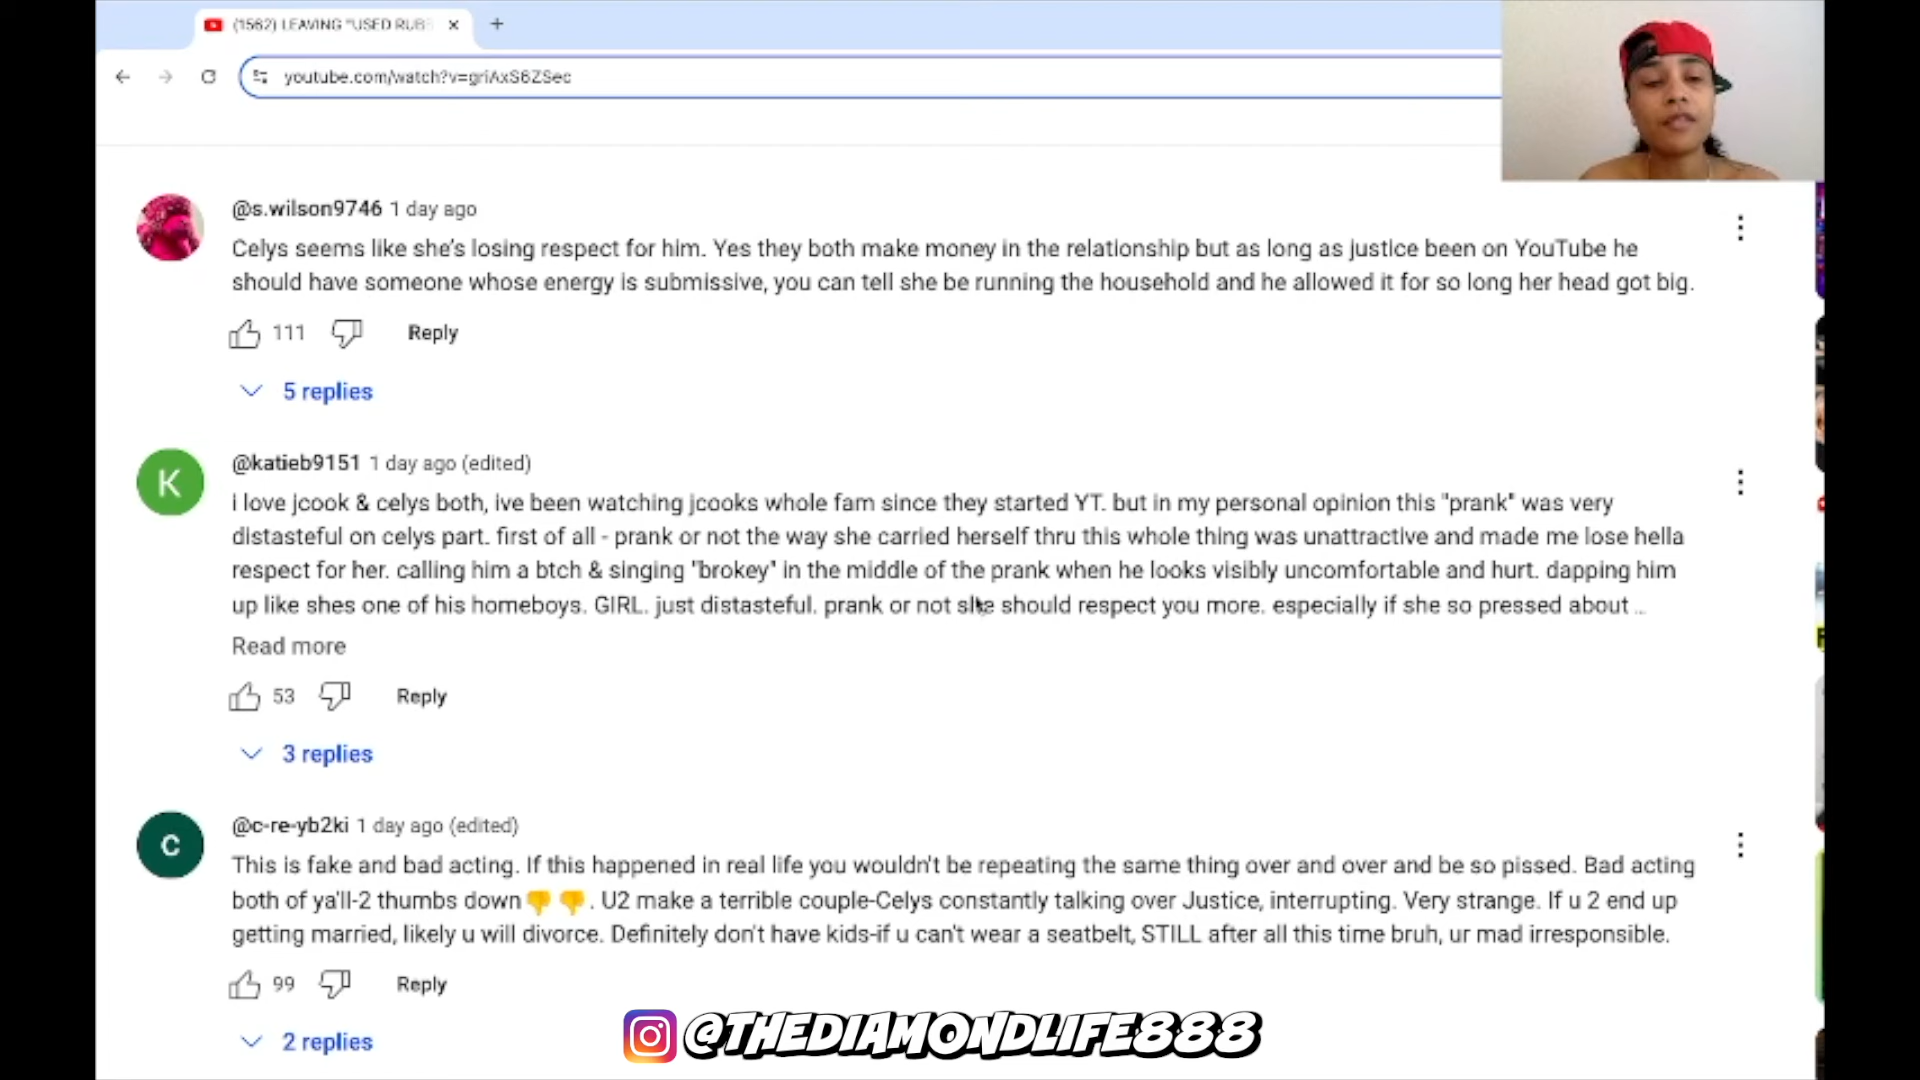 (1562) LEAVING "USED RUB
youtube.com/watch?v=griAxS6ZSec
@s.wilson9746 1 day ago
Celys seems like she's losing respect for him. Yes they both make money in the relationship but as long as justice been on YouTube he
should have someone whose energy is submissive, you can tell she be running the household and he allowed it for so long her head got big.
111 Reply
5 replies
K
@katieb9151 1 day ago (edited)
i love jcook & celys both, ive been watching jcooks whole fam since they started YT. but in my personal opinion this "prank" was very
distasteful on celys part. first of all - prank or not the way she carried herself thru this whole thing was unattractive and made me lose hella
respect for her. calling him a btch & singing "brokey" in the middle of the prank when he looks visibly uncomfortable and hurt. dapping him
up like shes one of his homeboys. GIRL. just distasteful. prank or not she should respect you more. especially if she so pressed about ...
Read more
53 Reply
3 replies
C
@c-re-yb2ki 1 day ago (edited)
This is fake and bad acting. If this happened in real life you wouldn't be repeating the same thing over and over and be so pissed. Bad acting
both of ya'll-2 thumbs down👎 👎. U2 make a terrible couple-Celys constantly talking over Justice, interrupting. Very strange. If u 2 end up
getting married, likely u will divorce. Definitely don't have kids-if u can't wear a seatbelt, STILL after all this time bruh, ur mad irresponsible.
99 Reply
2 replies
@THEDIAMONDLIFE888